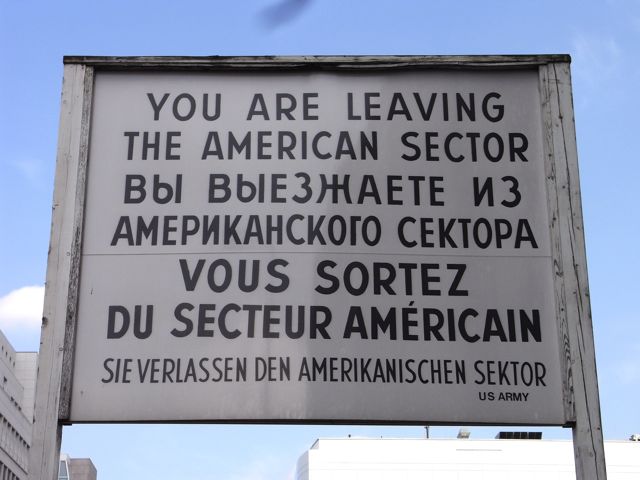 YOU ARE LEAVING
THE AMERICAN SECTOR
ВЫ ВЫЕЗЖАЕТЕ ИЗ
АМЕРИКАНСКОГО СЕКТОРА
VOUS SORTEZ
DU SECTEUR AMÉRICAIN
SIE VERLASSEN DEN AMERIKANISCHEN SEKTOR
US ARMY